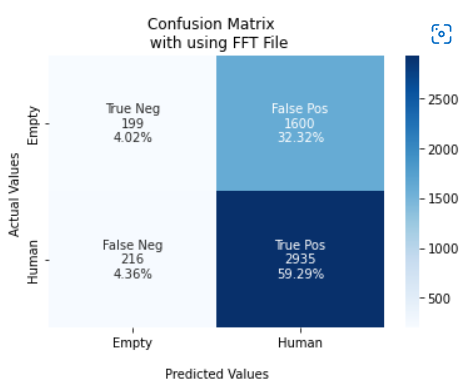 Confusion Matrix
with using FFT File
Actual Values
Empty
Human
True Neg
199
4.02%
False Pos
1600
32.32%
False Neg
216
4.36%
True Pos
2935
59.29%
Empty
Human
Predicted Values
2500
2000
1500
1000
500